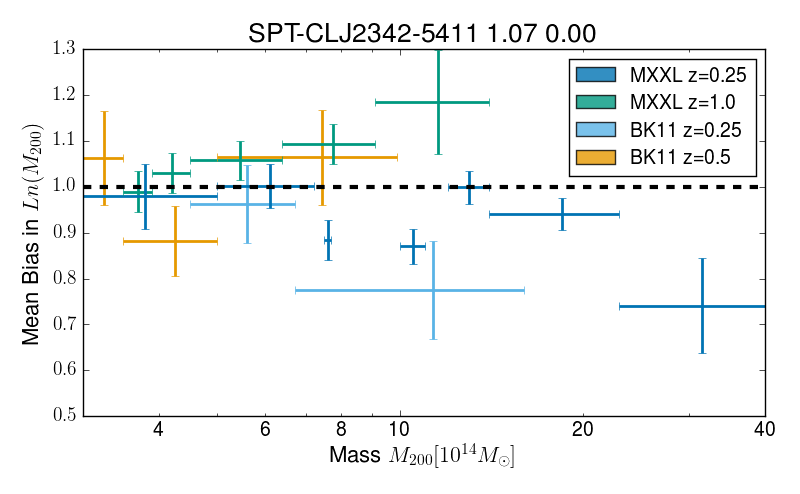 SPT-CLJ2342-5411 1.07 0.00
1.3
1.2
1.1
1.0
0.9
0.8
0.7
0.6
0.5
Mean Bias in Ln(M₂₀₀)
MXXL z=0.25
MXXL z=1.0
BK11 z=0.25
BK11 z=0.5
4 6 8 10 20 40
Mass M₂₀₀[10¹⁴M☉]